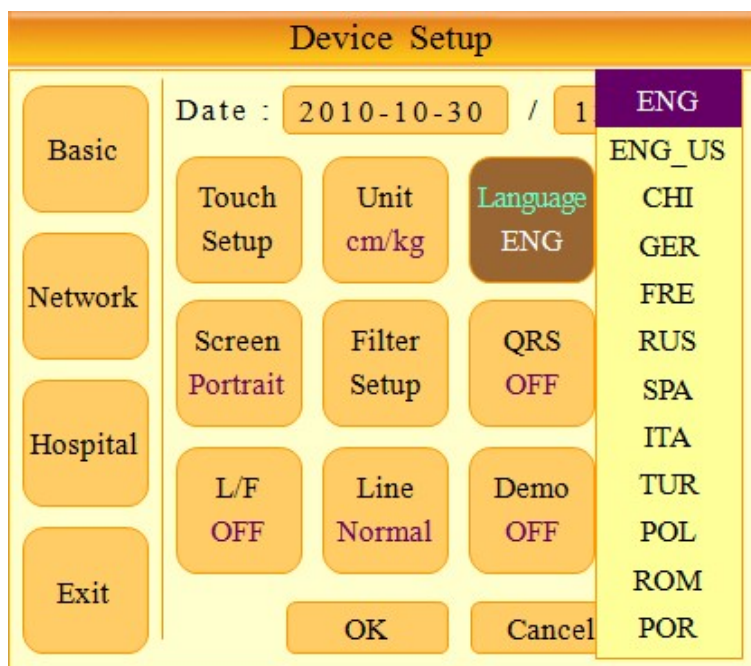 Device Setup
Basic
Network
Hospital
Exit
Date : 2010-10-30 / 1
Touch
Setup
Unit
cm/kg
Language
ENG
Screen
Portrait
Filter
Setup
QRS
OFF
L/F
OFF
Line
Normal
Demo
OFF
OK
Cancel
ENG
ENG_US
CHI
GER
FRE
RUS
SPA
ITA
TUR
POL
ROM
POR